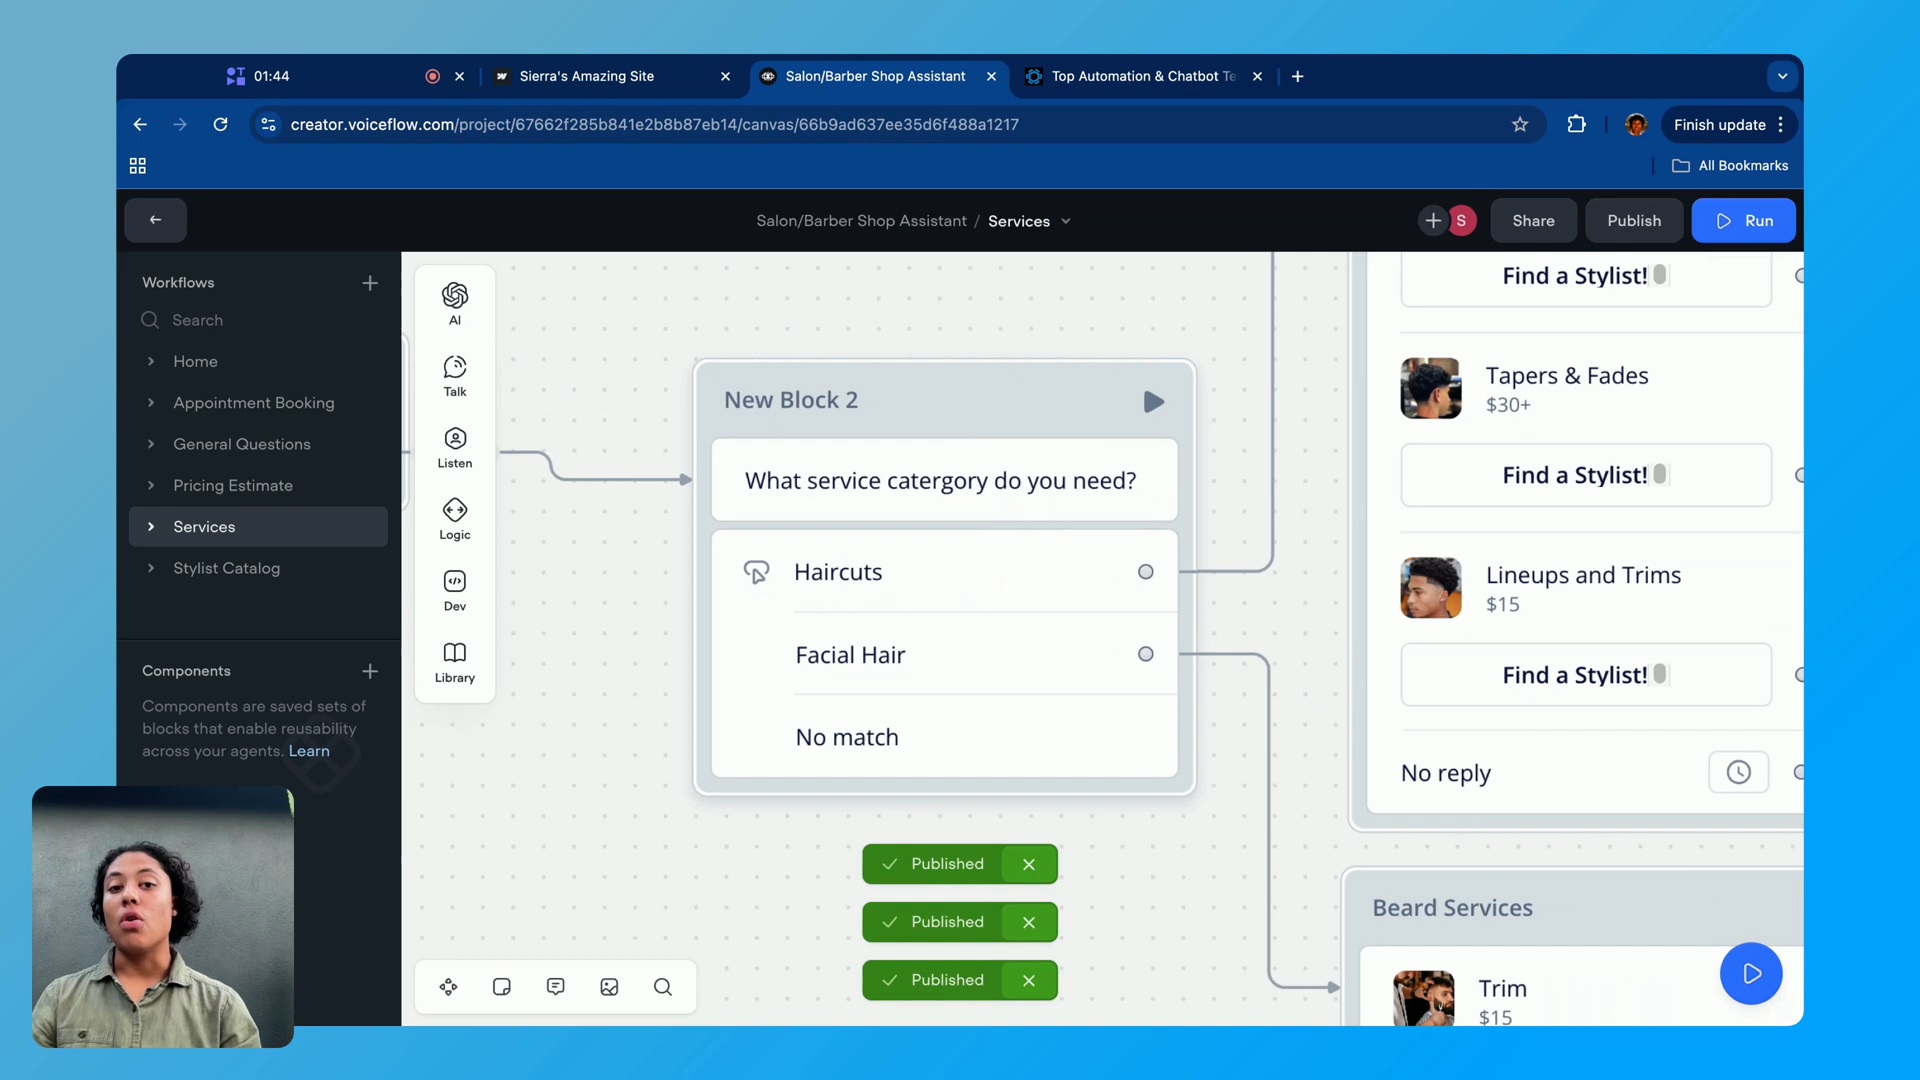 01:44
Sierra's Amazing Site
Salon/Barber Shop Assistant
Top Automation & Chatbot Te
creator.voiceflow.com/project/67662f285b841e2b8b87eb14/canvas/66b9ad637ee35d6f488a1217
Finish update
All Bookmarks
Salon/Barber Shop Assistant / Services
S
Share
Publish
Run
Workflows
Search
Home
Appointment Booking
General Questions
Pricing Estimate
Services
Stylist Catalog
Components
Components are saved sets of
blocks that enable reusability
across your agents. Learn
AI
Talk
Listen
Logic
Dev
Library
New Block 2
What service catergory do you need?
Haircuts
Facial Hair
No match
Published
Published
Published
Find a Stylist!
Tapers & Fades
$30+
Find a Stylist!
Lineups and Trims
$15
Find a Stylist!
No reply
Beard Services
Trim
$15